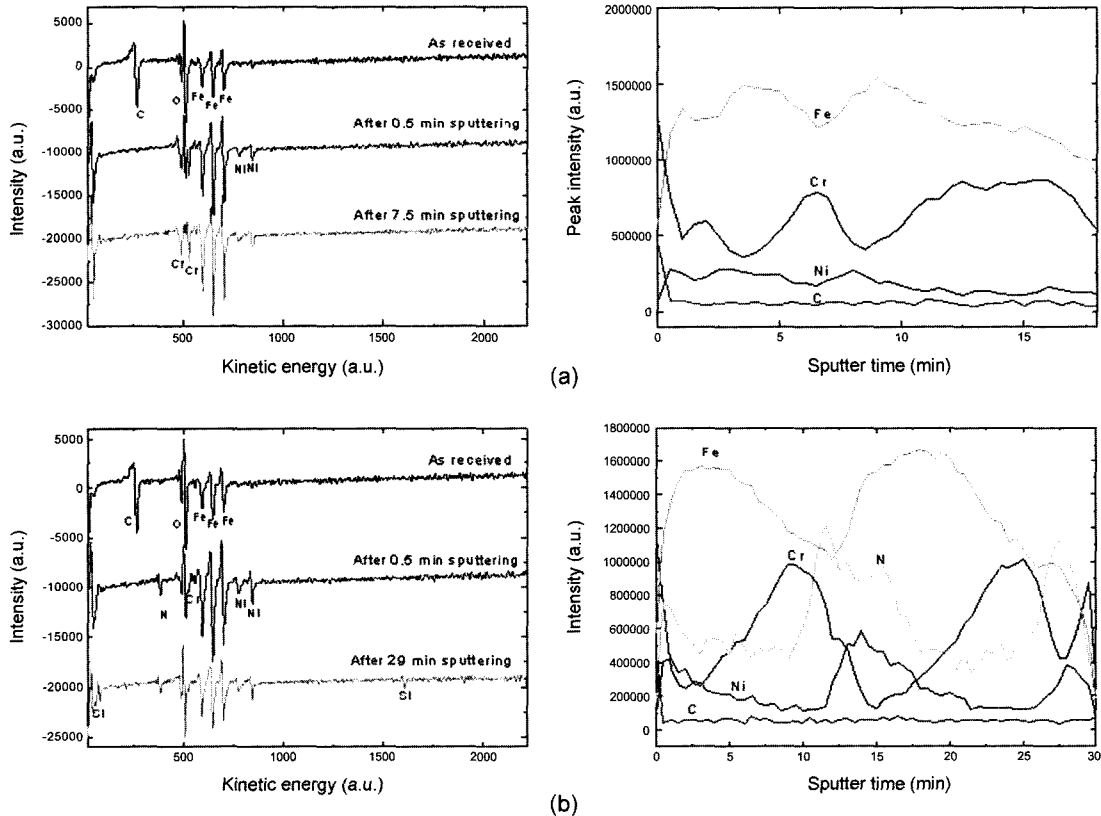 5000
0
-5000
-10000
-15000
-20000
-25000
-30000
Intensity (a.u.)
As received
C
O
Fe
Fe
Fe
After 0.5 min sputtering
NI
NI
After 7.5 min sputtering
Cr
Cr
500
1000
1500
2000
Kinetic energy (a.u.)
2000000
1500000
1000000
500000
0
Peak intensity (a.u.)
Fe
Cr
Ni
C
0
5
10
15
Sputter time (min)
(a)
5000
0
-5000
-10000
-15000
-20000
-25000
Intensity (a.u.)
As received
C
O
Fe
Fe
Fe
After 0.5 min sputtering
N
NI
NI
After 29 min sputtering
SI
SI
500
1000
1500
2000
Kinetic energy (a.u.)
1800000
1600000
1400000
1200000
1000000
800000
600000
400000
200000
0
Intensity (a.u.)
Fe
Cr
N
Ni
C
0
5
10
15
20
25
30
Sputter time (min)
(b)